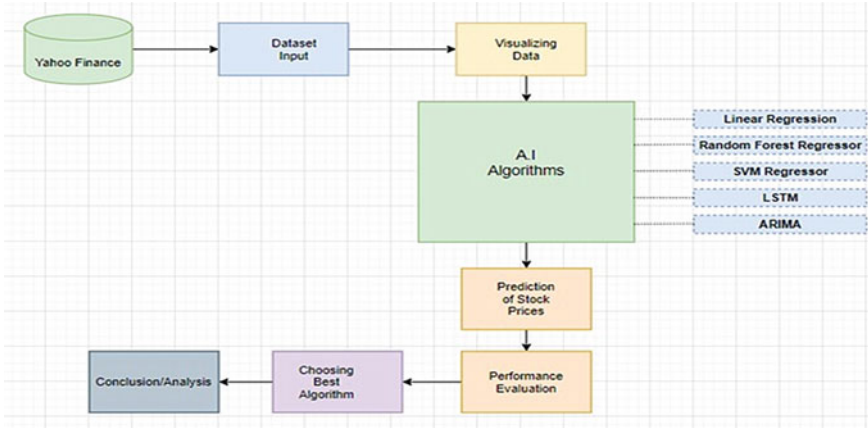 Yahoo Finance
Dataset
Input
Visualizing
Data
A.I
Algorithms
Linear Regression
Random Forest Regressor
SVM Regressor
LSTM
ARIMA
Prediction
of Stock
Prices
Performance
Evaluation
Choosing
Best
Algorithm
Conclusion/Analysis